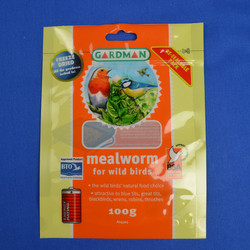 GARDMAN
FREEZE
DRIED
mealworm
for wild birds
BIO
• the wild birds' natural food choice
• attractive to blue tits, great tits,
blackbirds, wrens, robins, thrushes
100g